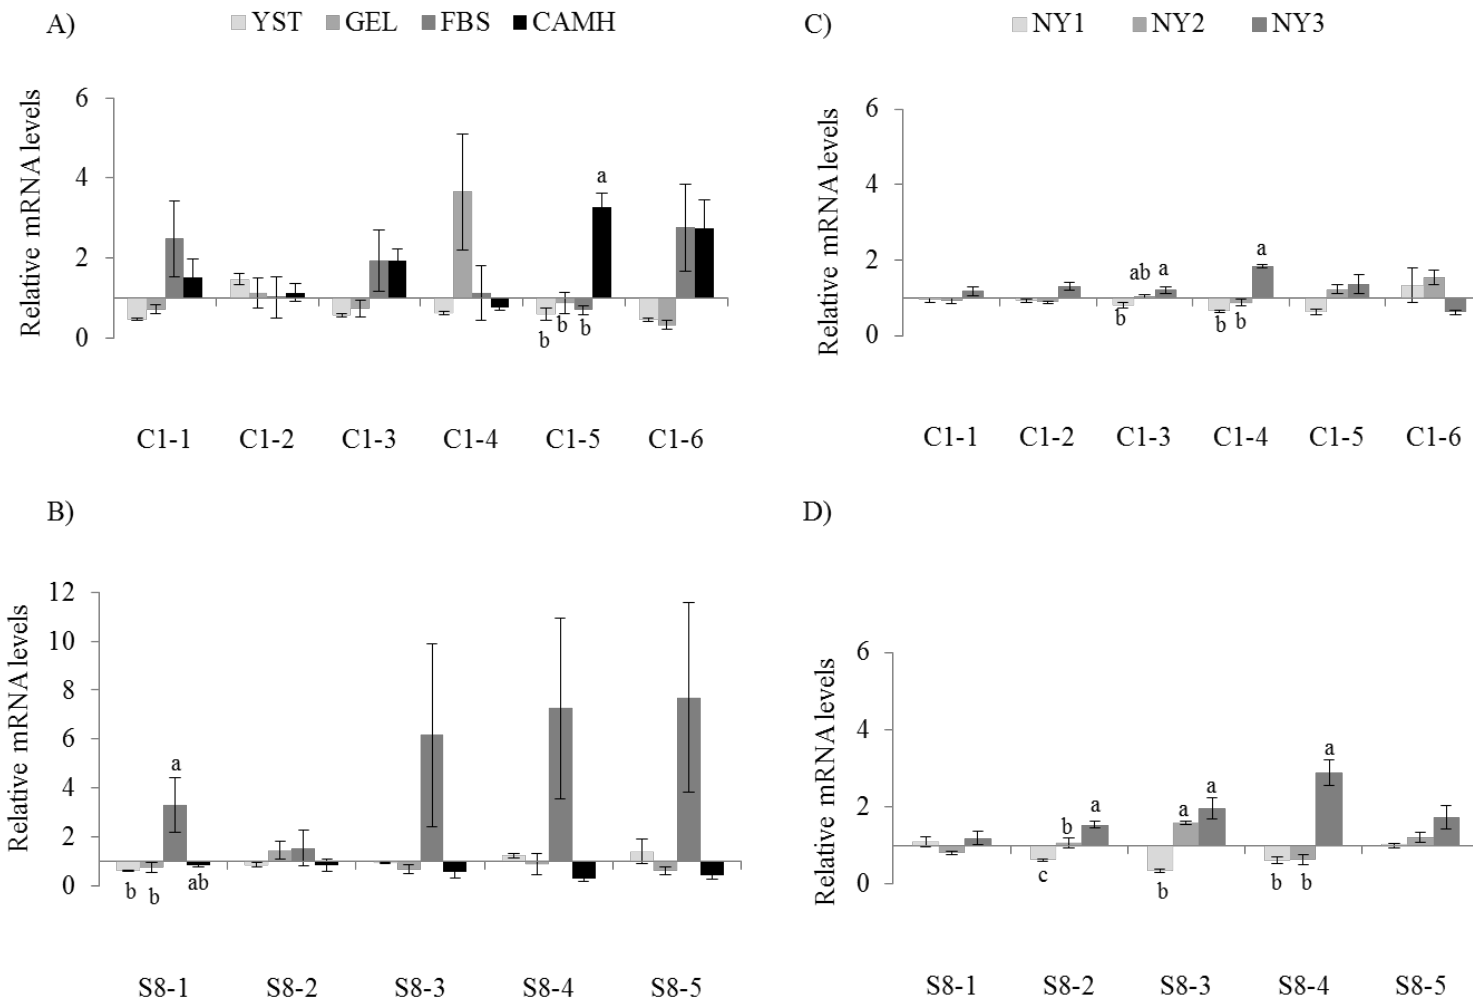 A)
YST GEL FBS CAMH
Relative mRNA levels
6
4
2
0
a
b b b
C1-1 C1-2 C1-3 C1-4 C1-5 C1-6
C)
NY1 NY2 NY3
Relative mRNA levels
6
4
2
0
ab a a
b b b
C1-1 C1-2 C1-3 C1-4 C1-5 C1-6
B)
Relative mRNA levels
12
10
8
6
4
2
0
a
b b ab
S8-1 S8-2 S8-3 S8-4 S8-5
D)
Relative mRNA levels
6
4
2
0
b a a a a
c b b b
S8-1 S8-2 S8-3 S8-4 S8-5